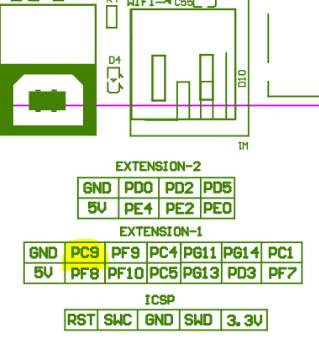 WIFI
C55
D4
D10
TM
EXTENSION-2
GND PD0 PD2 PD5
5V PE4 PE2 PE0
EXTENSION-1
GND PC9 PF9 PC4 PG11 PG14 PC1
5V PF8 PF10 PC5 PG13 PD3 PF7
ICSP
RST SWC GND SWD 3.3V